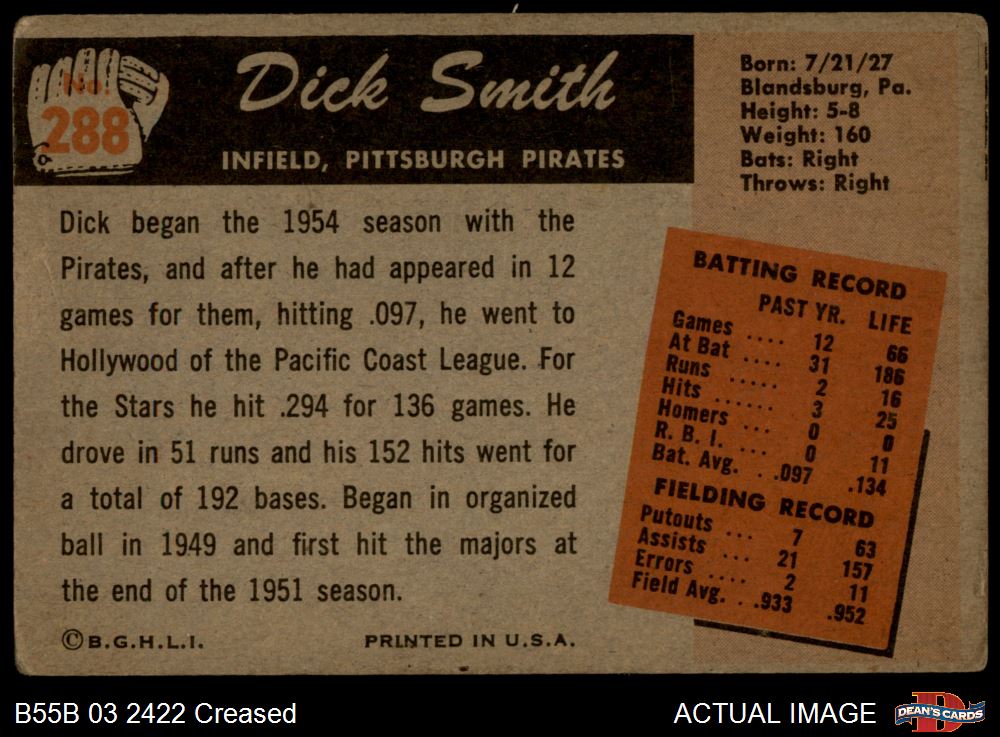 No.
288
Dick Smith
INFIELD, PITTSBURGH PIRATES
Born: 7/21/27
Blandsburg, Pa.
Height: 5-8
Weight: 160
Bats: Right
Throws: Right
Dick began the 1954 season with the
Pirates, and after he had appeared in 12
games for them, hitting .097, he went to
Hollywood of the Pacific Coast League. For
the Stars he hit .294 for 136 games. He
drove in 51 runs and his 152 hits went for
a total of 192 bases. Began in organized
ball in 1949 and first hit the majors at
the end of the 1951 season.
BATTING RECORD
PAST YR. LIFE
Games .... 12 66
At Bat .... 31 186
Runs ..... 2 16
Hits ...... 3 25
Homers ... 0 0
R. B. I. ... 0 11
Bat. Avg. . .097 .134
FIELDING RECORD
Putouts ... 7 63
Assists ... 21 157
Errors .... 2 11
Field Avg. . .933 .952
©B.G.H.L.I. PRINTED IN U.S.A.
B55B 03 2422 Creased ACTUAL IMAGE DEAN'S CARDS